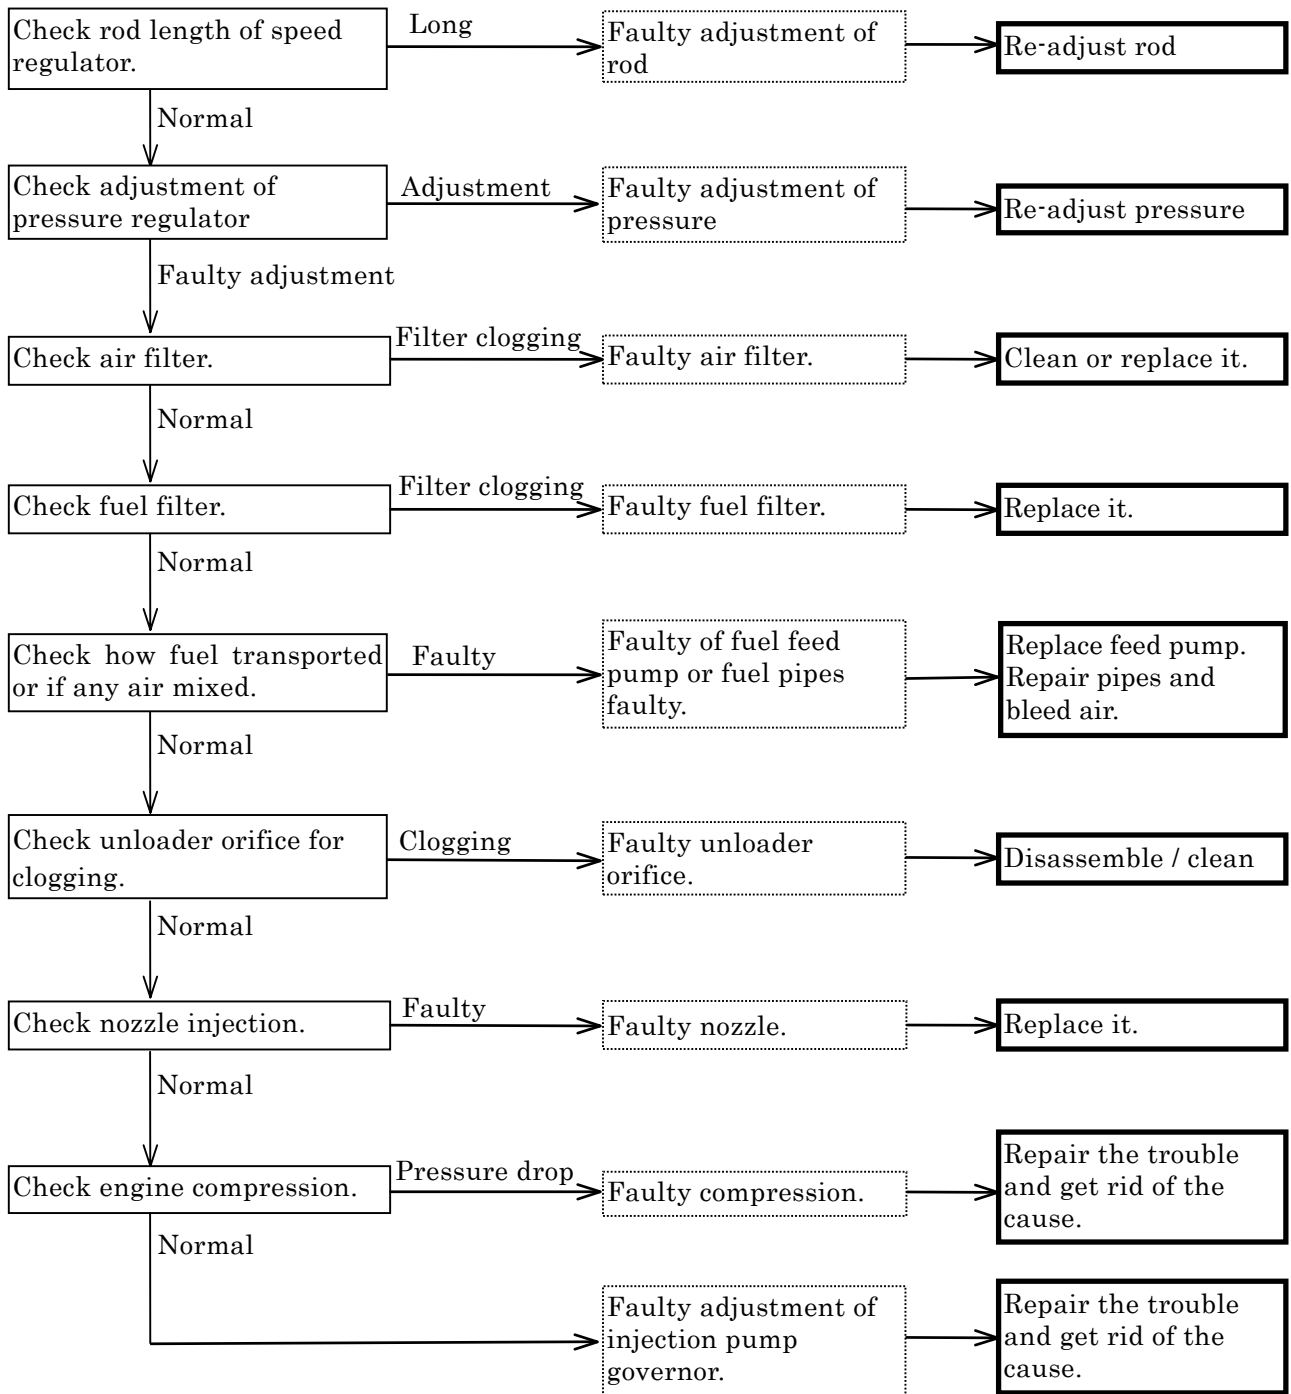 Check rod length of speed
regulator.
Long
Faulty adjustment of
rod
Re-adjust rod
Normal
Check adjustment of
pressure regulator
Adjustment
Faulty adjustment of
pressure
Re-adjust pressure
Faulty adjustment
Check air filter.
Filter clogging
Faulty air filter.
Clean or replace it.
Normal
Check fuel filter.
Filter clogging
Faulty fuel filter.
Replace it.
Normal
Check how fuel transported
or if any air mixed.
Faulty
Faulty of fuel feed
pump or fuel pipes
faulty.
Replace feed pump.
Repair pipes and
bleed air.
Normal
Check unloader orifice for
clogging.
Clogging
Faulty unloader
orifice.
Disassemble / clean
Normal
Check nozzle injection.
Faulty
Faulty nozzle.
Replace it.
Normal
Check engine compression.
Pressure drop
Faulty compression.
Repair the trouble
and get rid of the
cause.
Normal
Faulty adjustment of
injection pump
governor.
Repair the trouble
and get rid of the
cause.